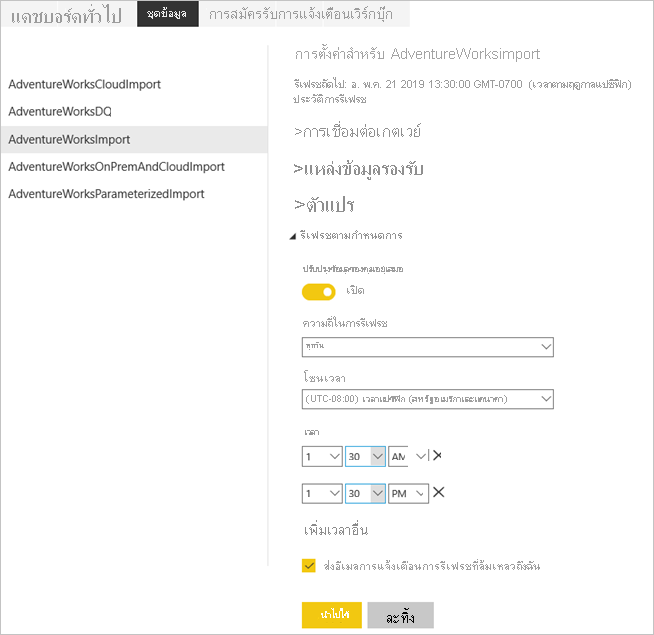 แดชบอร์ดทั่วไป ชุดข้อมูล การสมัครรับการแจ้งเตือนเวิร์กบุ๊ก
AdventureWorksCloudImport
AdventureWorksDQ
AdventureWorksImport
AdventureWorksOnPremAndCloudImport
AdventureWorksParameterizedImport
การตั้งค่าสำหรับ AdventureWorksimport
รีเฟรชถัดไป: อ. พ.ค. 21 2019 13:30:00 GMT-0700 (เวลาตามฤดูกาลแปซิฟิก)
ประวัติการรีเฟรช
>การเชื่อมต่อเกตเวย์
>แหล่งข้อมูลรองรับ
>ตัวแปร
รีเฟรชตามกำหนดการ
ปรับปรุงข้อมูลของคุณอยู่เสมอ
เปิด
ความถี่ในการรีเฟรช
ทุกวัน
โซนเวลา
(UTC-08:00) เวลาแปซิฟิก (สหรัฐอเมริกาและแคนาดา)
เวลา
1 30 AM
1 30 PM
เพิ่มเวลาอื่น
ส่งอีเมลการแจ้งเตือนการรีเฟรชที่ล้มเหลวถึงฉัน
นำไปใช้ ละทิ้ง